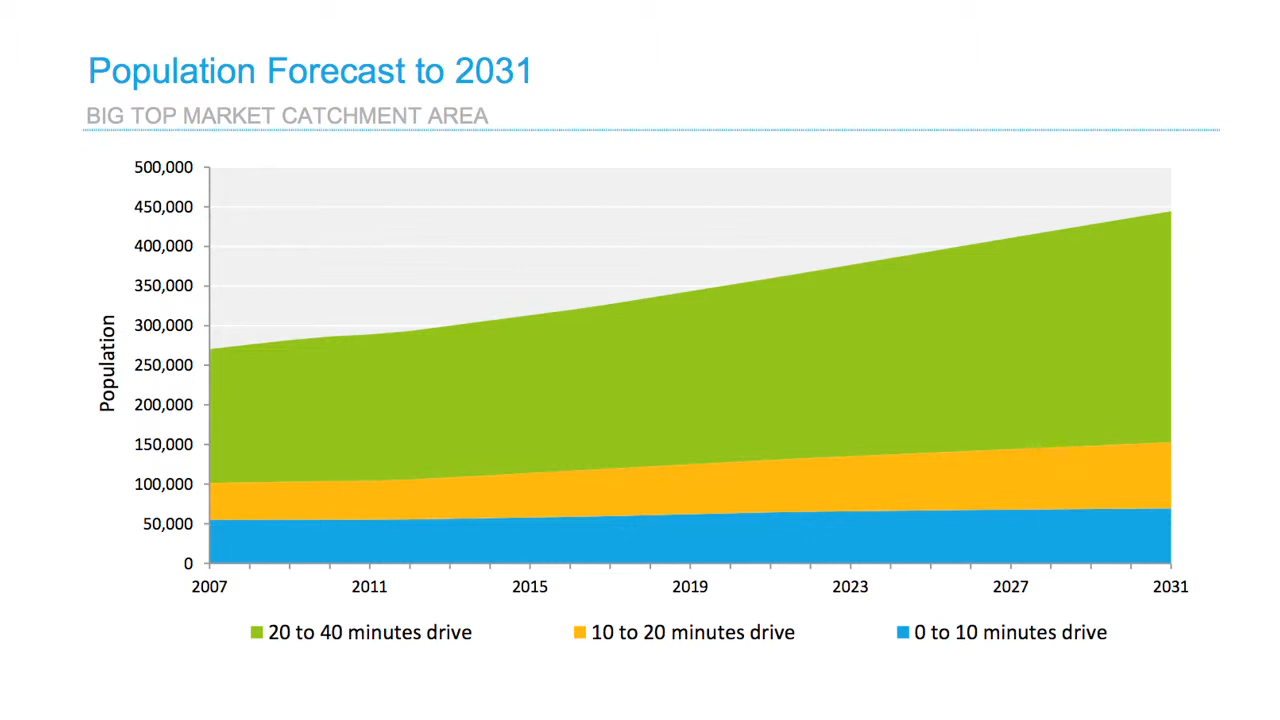 Population Forecast to 2031
BIG TOP MARKET CATCHMENT AREA
500,000
450,000
400,000
350,000
300,000
250,000
200,000
150,000
100,000
50,000
0
Population
2007 2011 2015 2019 2023 2027 2031
20 to 40 minutes drive 10 to 20 minutes drive 0 to 10 minutes drive